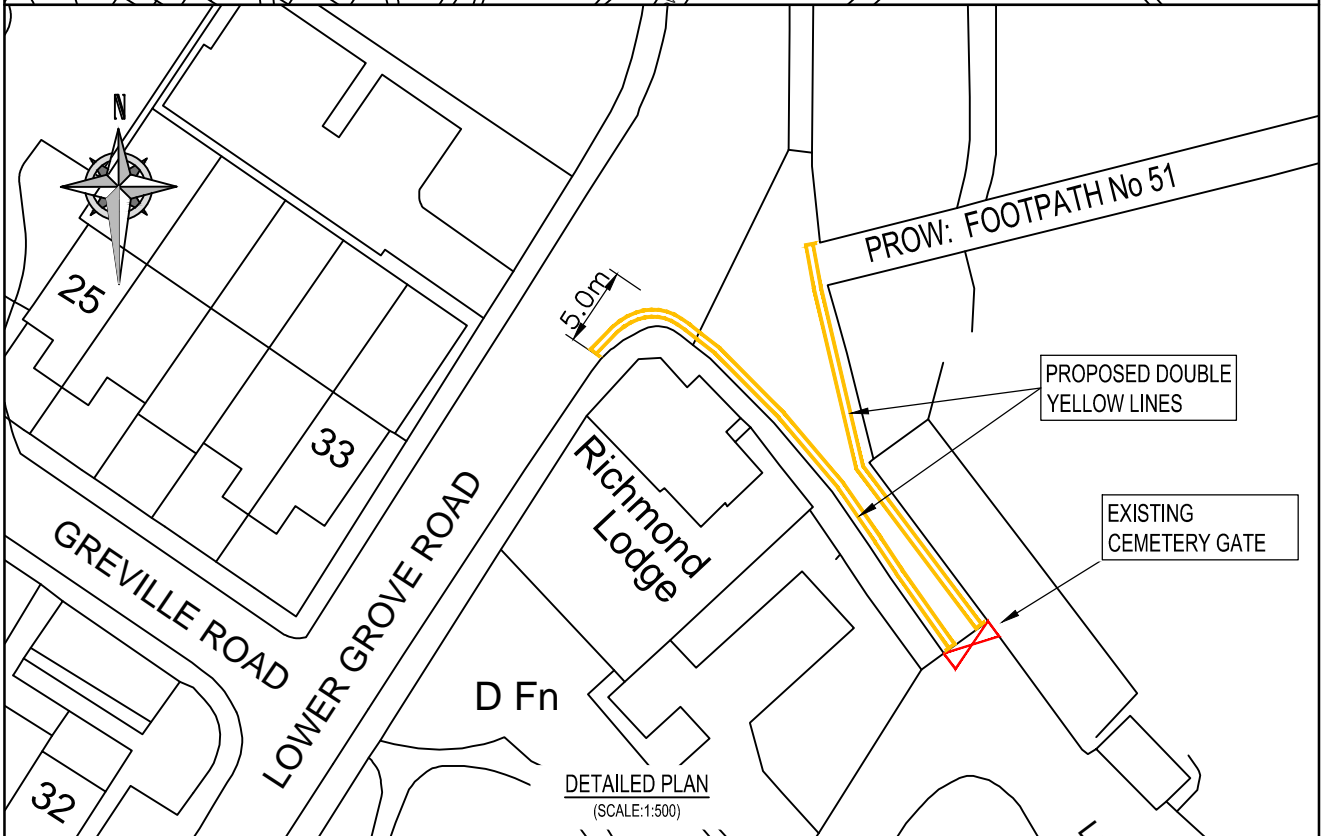 N
PROW: FOOTPATH No 51
25
5.0m
PROPOSED DOUBLE
YELLOW LINES
33
Richmond
Lodge
EXISTING
CEMETERY GATE
GREVILLE ROAD
LOWER GROVE ROAD
D Fn
32
DETAILED PLAN
(SCALE:1:500)